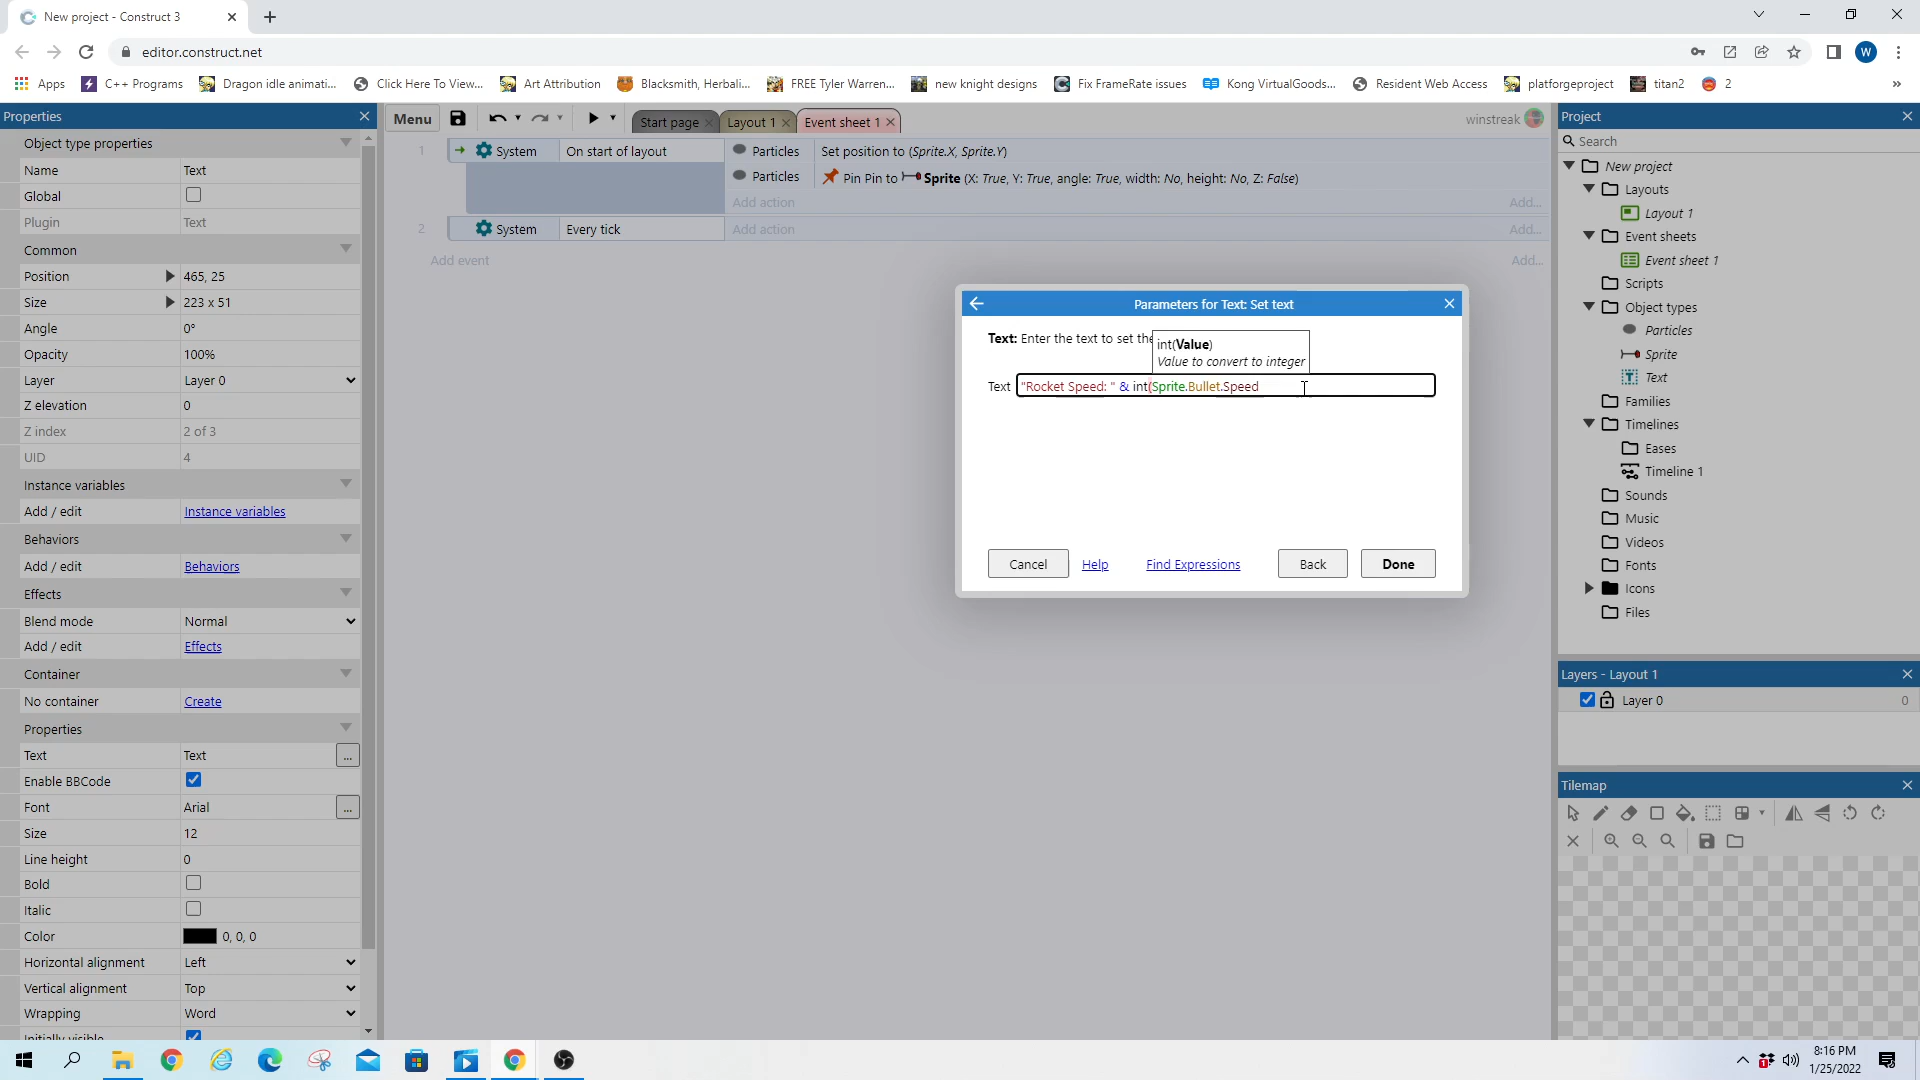 New project - Construct 3
editor.construct.net
W
Apps
C++ Programs
Dragon idle animati...
Click Here To View...
Art Attribution
Blacksmith, Herbali...
FREE Tyler Warren...
new knight designs
Fix FrameRate issues
Kong VirtualGoods...
Resident Web Access
platforgeproject
titan2
2
»
Properties
Menu
Start page
Layout 1
Event sheet 1
winstreak
Project
Search
Object type properties
Name Text
Global
Plugin Text
Common
Position 465, 25
Size 223 x 51
Angle 0°
Opacity 100%
Layer Layer 0
Z elevation 0
Z index 2 of 3
UID 4
Instance variables
Add / edit Instance variables
Behaviors
Add / edit Behaviors
Effects
Blend mode Normal
Add / edit Effects
Container
No container Create
Properties
Text Text ...
Enable BBCode
Font Arial ...
Size 12
Line height 0
Bold
Italic
Color 0, 0, 0
Horizontal alignment Left
Vertical alignment Top
Wrapping Word
Initially visible
1 System On start of layout Particles Set position to (Sprite.X, Sprite.Y)
Particles Pin Pin to Sprite (X: True, Y: True, angle: True, width: No, height: No, Z: False)
Add action Add...
2 System Every tick Add action Add...
Add event Add...
Parameters for Text: Set text
Text: Enter the text to set the
int(Value)
Value to convert to integer
Text "Rocket Speed: " & int(Sprite.Bullet.Speed
Cancel Help Find Expressions Back Done
New project
Layouts
Layout 1
Event sheets
Event sheet 1
Scripts
Object types
Particles
Sprite
Text
Families
Timelines
Eases
Timeline 1
Sounds
Music
Videos
Fonts
Icons
Files
Layers - Layout 1
Layer 0 0
Tilemap
8:16 PM
1/25/2022